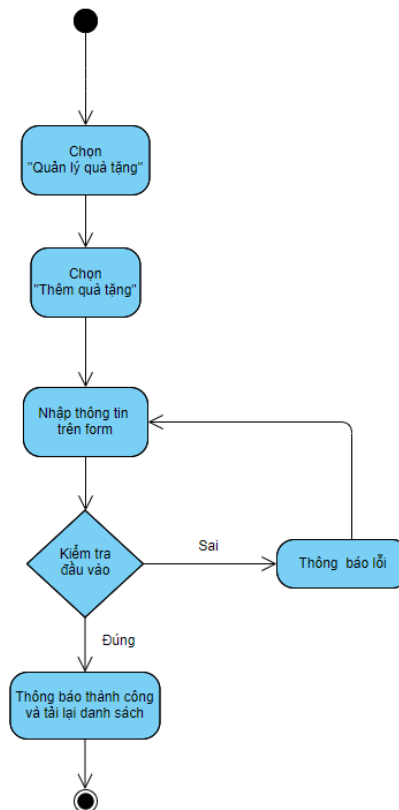 Chọn
"Quản lý quà tặng"
Chọn
"Thêm quà tặng"
Nhập thông tin
trên form
Kiểm tra
đầu vào
Sai
Thông báo lỗi
Đúng
Thông báo thành công
và tải lại danh sách